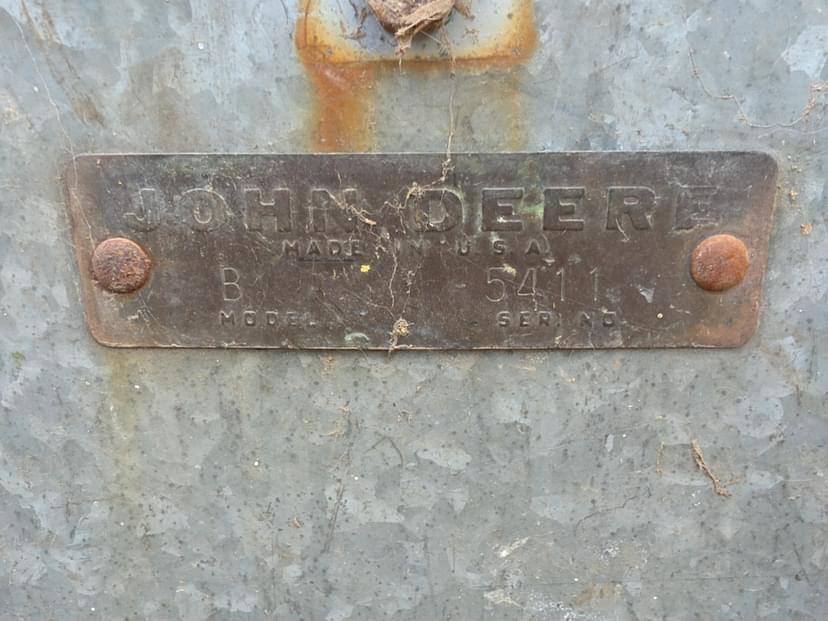 JOHN DEERE
MADE IN U S A
B 5411
MODEL SER. NO.